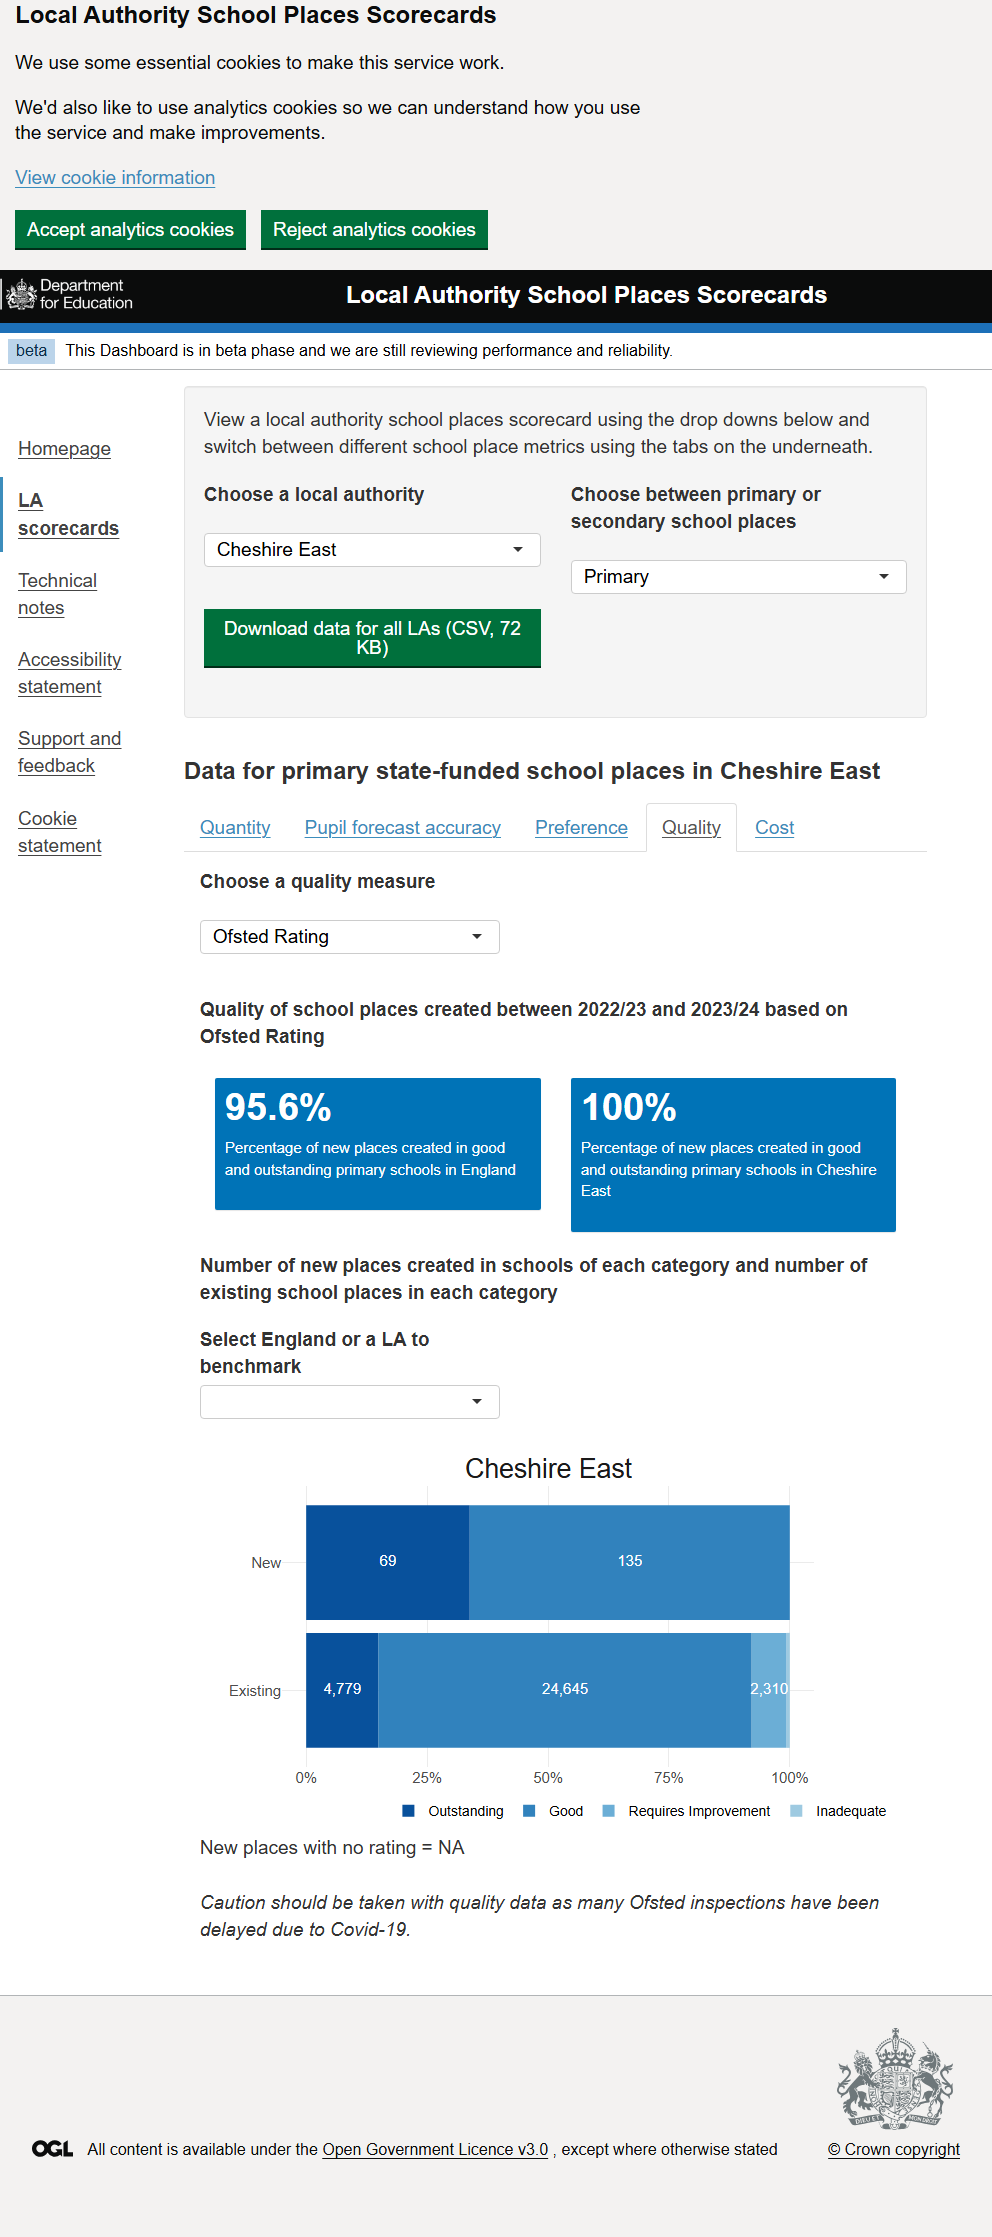 Local Authority School Places Scorecards
We use some essential cookies to make this service work.
We'd also like to use analytics cookies so we can understand how you use
the service and make improvements.
View cookie information
Accept analytics cookies
Reject analytics cookies
Department
for Education
Local Authority School Places Scorecards
beta
This Dashboard is in beta phase and we are still reviewing performance and reliability.
Homepage
LA
scorecards
Technical
notes
Accessibility
statement
Support and
feedback
Cookie
statement
View a local authority school places scorecard using the drop downs below and
switch between different school place metrics using the tabs on the underneath.
Choose a local authority
Cheshire East
Download data for all LAs (CSV, 72
KB)
Choose between primary or
secondary school places
Primary
Data for primary state-funded school places in Cheshire East
Quantity
Pupil forecast accuracy
Preference
Quality
Cost
Choose a quality measure
Ofsted Rating
Quality of school places created between 2022/23 and 2023/24 based on
Ofsted Rating
95.6%
Percentage of new places created in good
and outstanding primary schools in England
100%
Percentage of new places created in good
and outstanding primary schools in Cheshire
East
Number of new places created in schools of each category and number of
existing school places in each category
Select England or a LA to
benchmark
Cheshire East
New
69
135
Existing
4,779
24,645
2,310
0%
25%
50%
75%
100%
Outstanding
Good
Requires Improvement
Inadequate
New places with no rating = NA
Caution should be taken with quality data as many Ofsted inspections have been
delayed due to Covid-19.
OGL
All content is available under the Open Government Licence v3.0 , except where otherwise stated
© Crown copyright